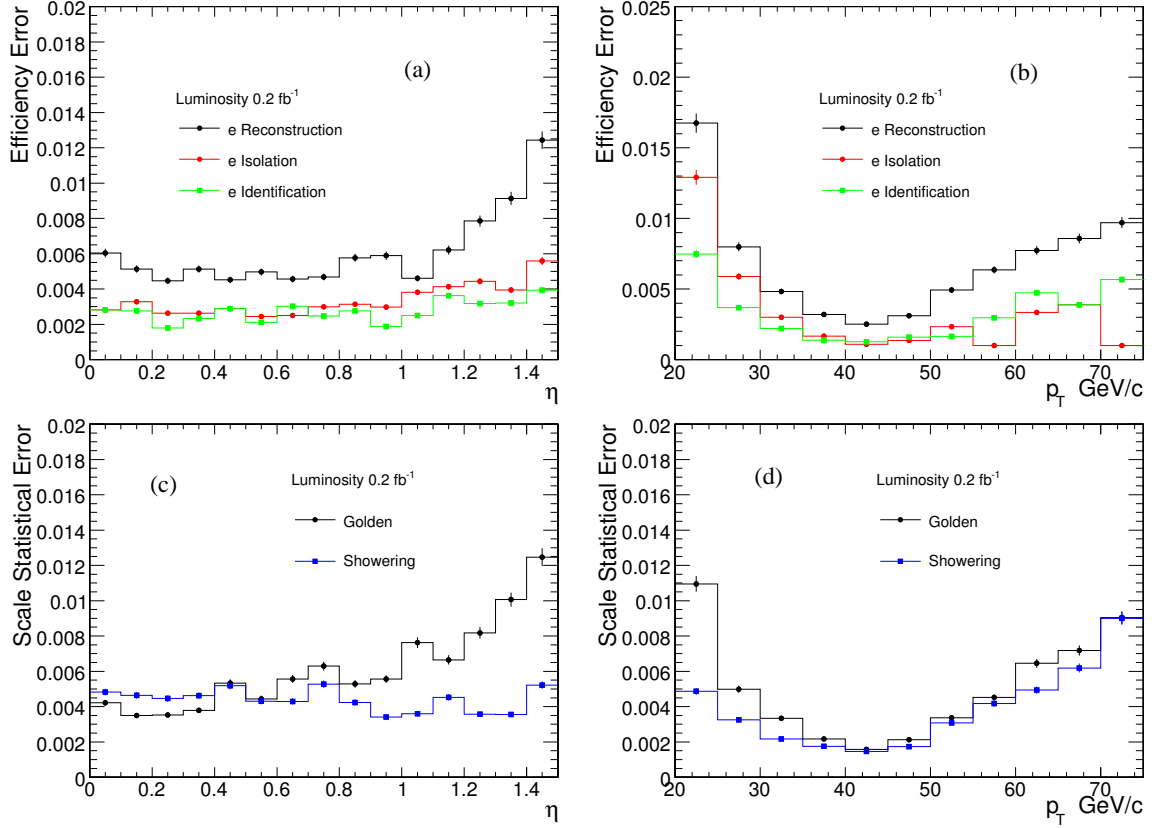 Efficiency Error
0.02
0.018
0.016
0.014
0.012
0.01
0.008
0.006
0.004
0.002
0
(a)
Luminosity 0.2 fb⁻¹
e Reconstruction
e Isolation
e Identification
0 0.2 0.4 0.6 0.8 1 1.2 1.4
η
Efficiency Error
0.025
0.02
0.015
0.01
0.005
0
(b)
Luminosity 0.2 fb⁻¹
e Reconstruction
e Isolation
e Identification
20 30 40 50 60 70
p_T GeV/c
Scale Statistical Error
0.02
0.018
0.016
0.014
0.012
0.01
0.008
0.006
0.004
0.002
0
(c)
Luminosity 0.2 fb⁻¹
Golden
Showering
0 0.2 0.4 0.6 0.8 1 1.2 1.4
η
Scale Statistical Error
0.02
0.018
0.016
0.014
0.012
0.01
0.008
0.006
0.004
0.002
0
(d)
Luminosity 0.2 fb⁻¹
Golden
Showering
20 30 40 50 60 70
p_T GeV/c